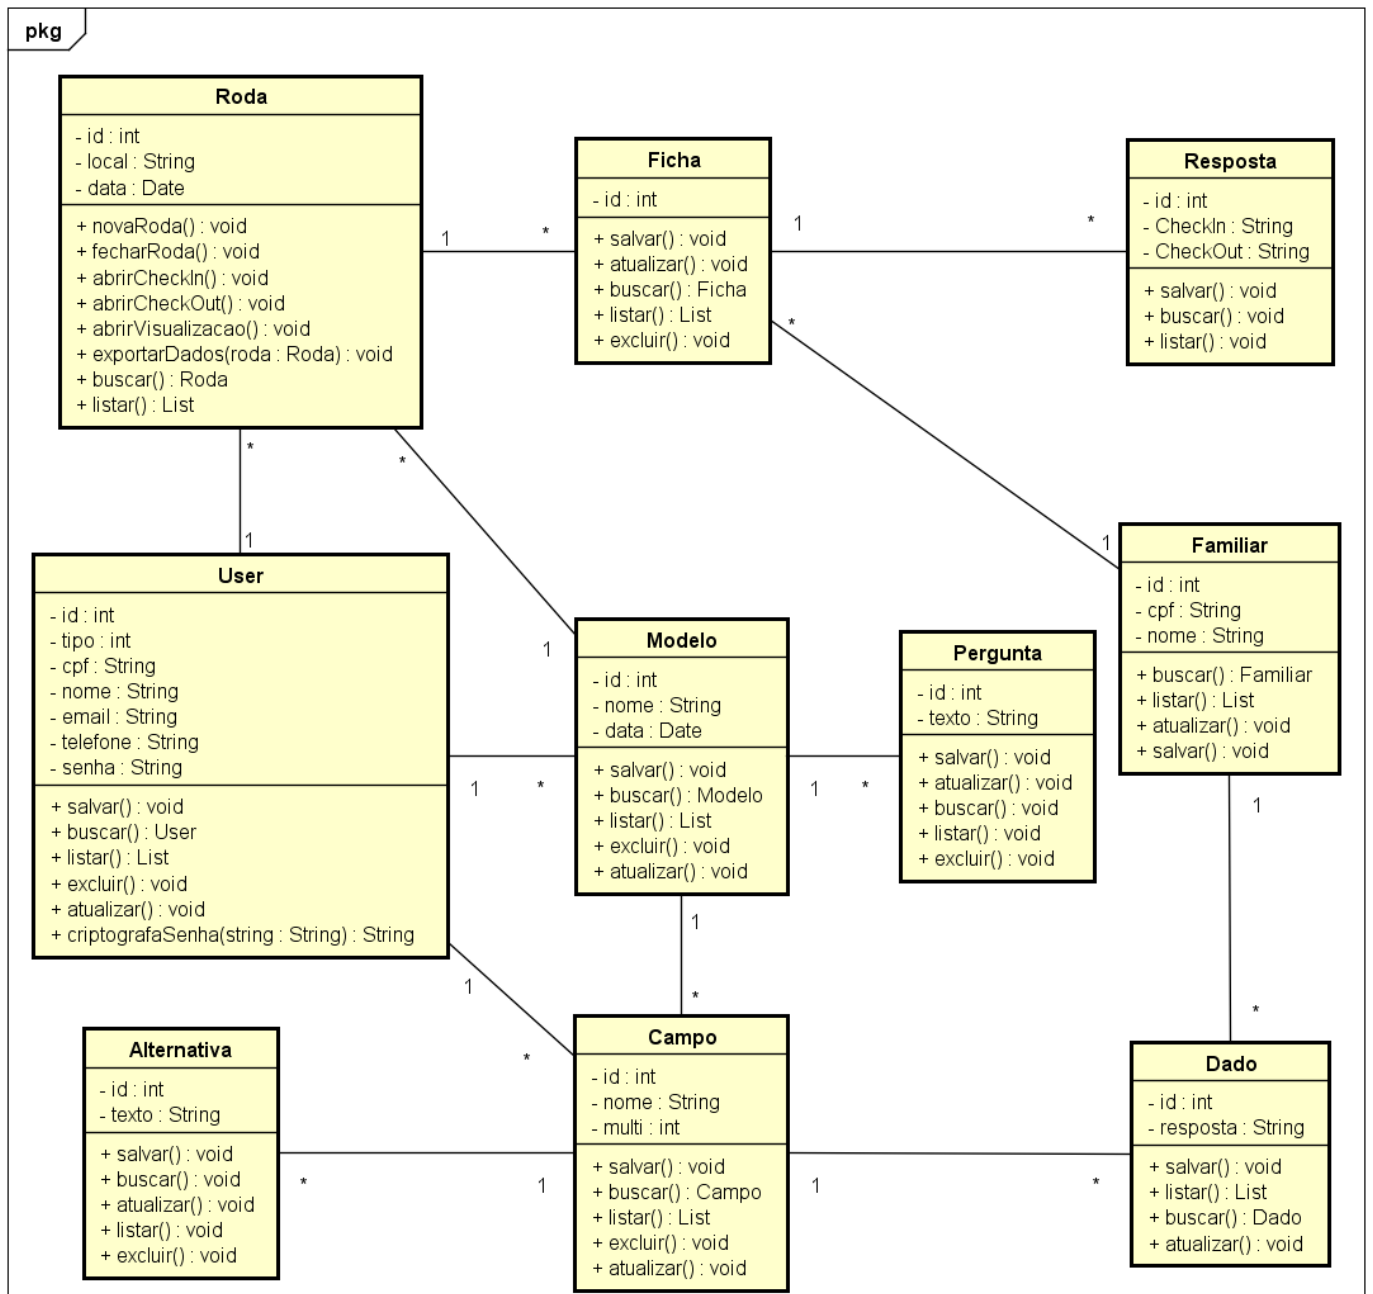 pkg
Roda
- id : int
- local : String
- data : Date
+ novaRoda() : void
+ fecharRoda() : void
+ abrirCheckIn() : void
+ abrirCheckOut() : void
+ abrirVisualizacao() : void
+ exportarDados(roda : Roda) : void
+ buscar() : Roda
+ listar() : List
1
*
Ficha
- id : int
+ salvar() : void
+ atualizar() : void
+ buscar() : Ficha
+ listar() : List
+ excluir() : void
1
*
Resposta
- id : int
- CheckIn : String
- CheckOut : String
+ salvar() : void
+ buscar() : void
+ listar() : void
*
1
*
1
*
1
User
- id : int
- tipo : int
- cpf : String
- nome : String
- email : String
- telefone : String
- senha : String
+ salvar() : void
+ buscar() : User
+ listar() : List
+ excluir() : void
+ atualizar() : void
+ criptografaSenha(string : String) : String
1
*
Modelo
- id : int
- nome : String
- data : Date
+ salvar() : void
+ buscar() : Modelo
+ listar() : List
+ excluir() : void
+ atualizar() : void
1
*
Pergunta
- id : int
- texto : String
+ salvar() : void
+ atualizar() : void
+ buscar() : void
+ listar() : void
+ excluir() : void
Familiar
- id : int
- cpf : String
- nome : String
+ buscar() : Familiar
+ listar() : List
+ atualizar() : void
+ salvar() : void
1
*
1
*
1
*
Alternativa
- id : int
- texto : String
+ salvar() : void
+ buscar() : void
+ atualizar() : void
+ listar() : void
+ excluir() : void
*
1
Campo
- id : int
- nome : String
- multi : int
+ salvar() : void
+ buscar() : Campo
+ listar() : List
+ excluir() : void
+ atualizar() : void
1
*
Dado
- id : int
- resposta : String
+ salvar() : void
+ listar() : List
+ buscar() : Dado
+ atualizar() : void